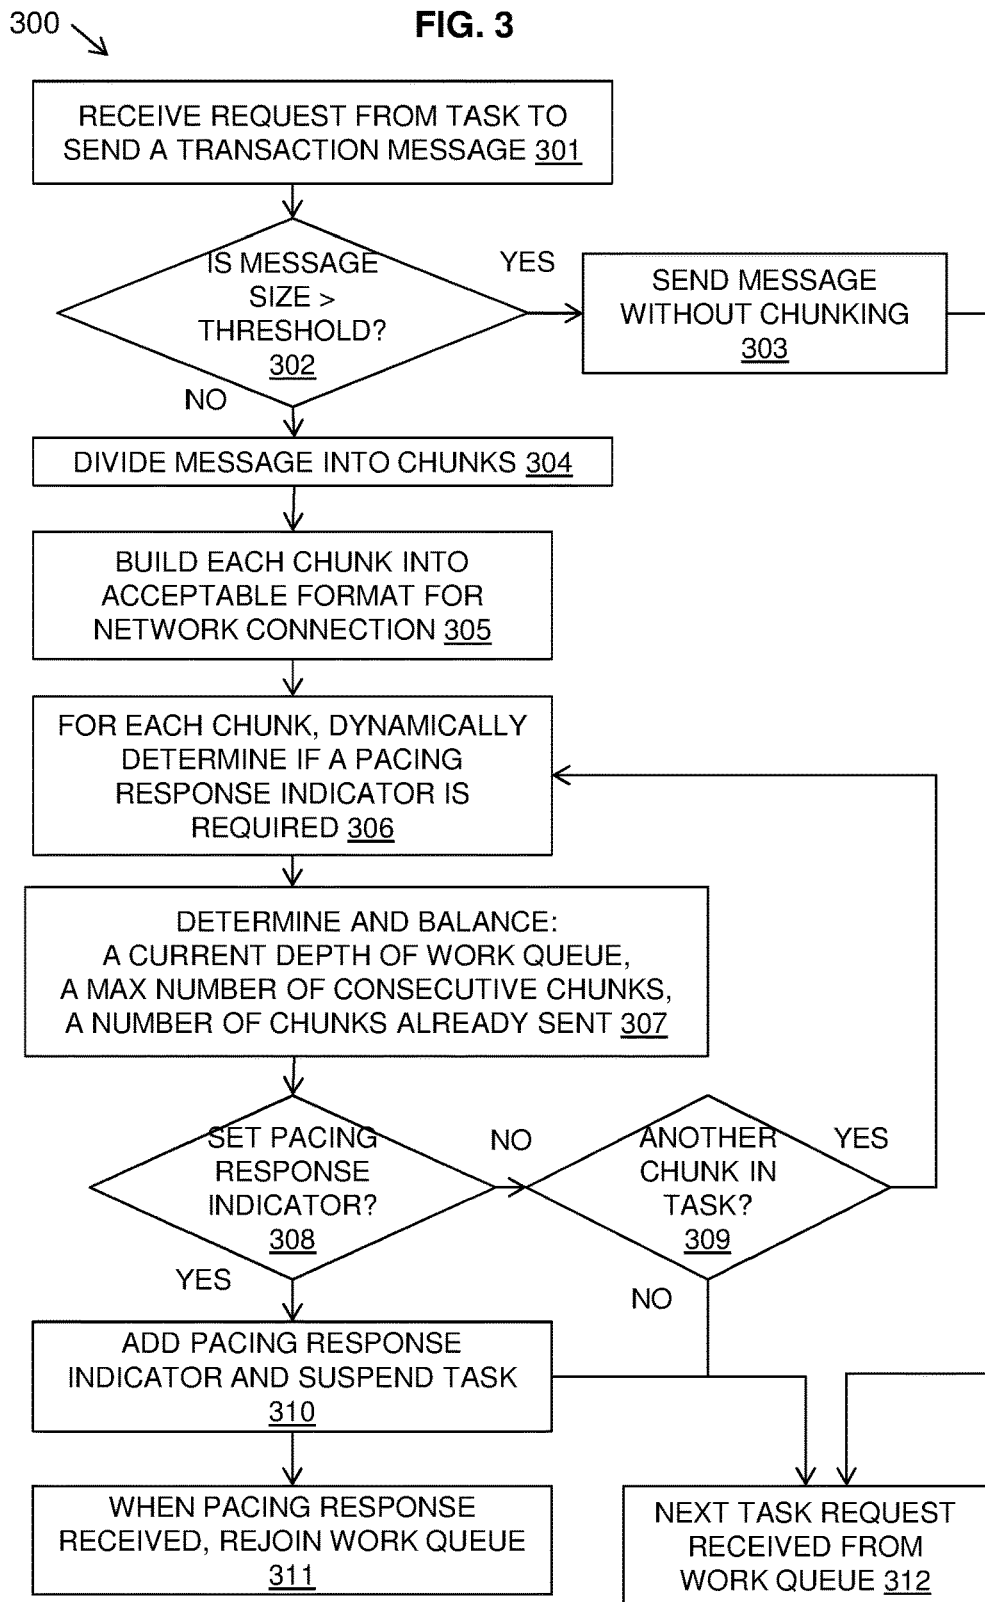 300
FIG. 3
RECEIVE REQUEST FROM TASK TO
SEND A TRANSACTION MESSAGE 301
IS MESSAGE
SIZE >
THRESHOLD?
302
YES
SEND MESSAGE
WITHOUT CHUNKING
303
NO
DIVIDE MESSAGE INTO CHUNKS 304
BUILD EACH CHUNK INTO
ACCEPTABLE FORMAT FOR
NETWORK CONNECTION 305
FOR EACH CHUNK, DYNAMICALLY
DETERMINE IF A PACING
RESPONSE INDICATOR IS
REQUIRED 306
DETERMINE AND BALANCE:
A CURRENT DEPTH OF WORK QUEUE,
A MAX NUMBER OF CONSECUTIVE CHUNKS,
A NUMBER OF CHUNKS ALREADY SENT 307
SET PACING
RESPONSE
INDICATOR?
308
NO
ANOTHER
CHUNK IN
TASK?
309
YES
YES
NO
ADD PACING RESPONSE
INDICATOR AND SUSPEND TASK
310
WHEN PACING RESPONSE
RECEIVED, REJOIN WORK QUEUE
311
NEXT TASK REQUEST
RECEIVED FROM
WORK QUEUE 312